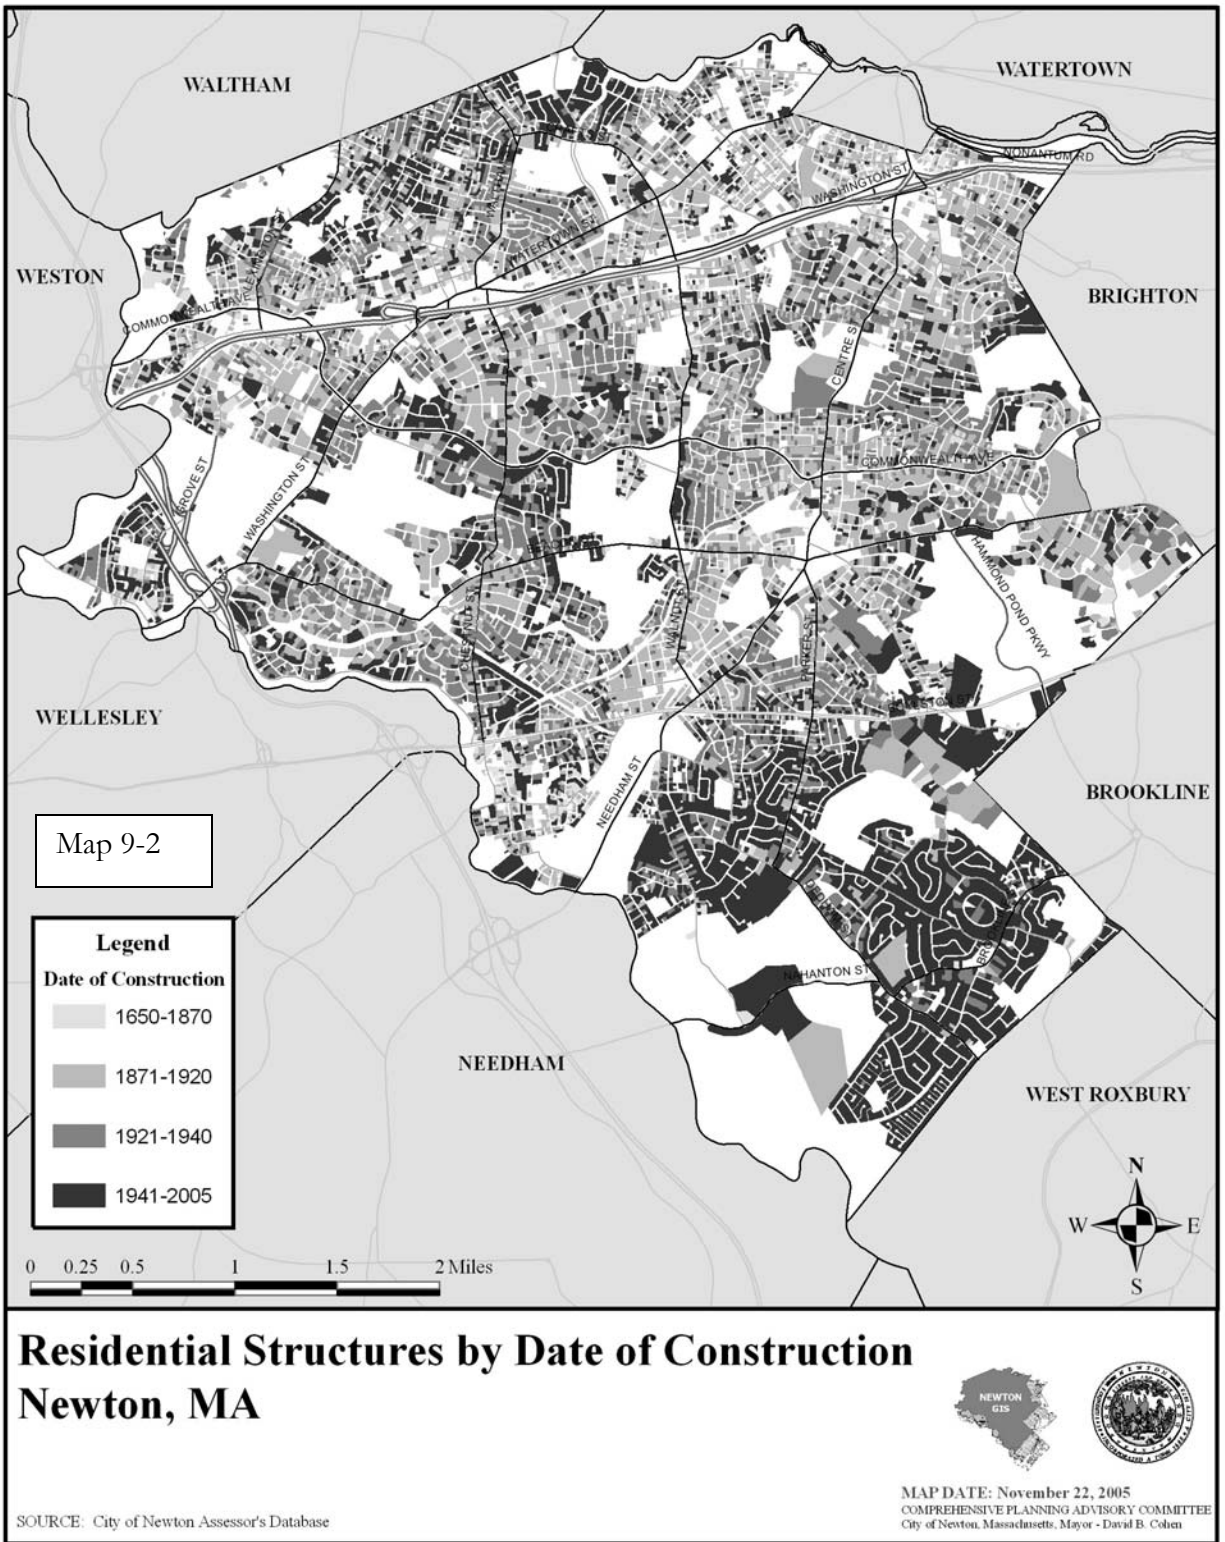 WALTHAM
WATERTOWN
NONANTUM RD
WASHINGTON ST
WATERTOWN ST
WESTON
COMMONWEALTH AVE
BRIGHTON
CENTRE S
COMMONWEALTH AVE
GROVE ST
WASHINGTON ST
HAMMOND POND PKWY
CHESTNUT ST
WALNUT S
PARKER ST
BOYLSTON ST
WELLESLEY
NEEDHAM ST
BROOKLINE
Map 9-2
NAHANTON ST
Legend
Date of Construction
1650-1870
1871-1920
1921-1940
1941-2005
NEEDHAM
WEST ROXBURY
N
W
E
S
0 0.25 0.5 1 1.5 2 Miles
Residential Structures by Date of Construction
Newton, MA
NEWTON
GIS
MAP DATE: November 22, 2005
COMPREHENSIVE PLANNING ADVISORY COMMITTEE
City of Newton, Massachusetts, Mayor - David B. Cohen
SOURCE: City of Newton Assessor's Database